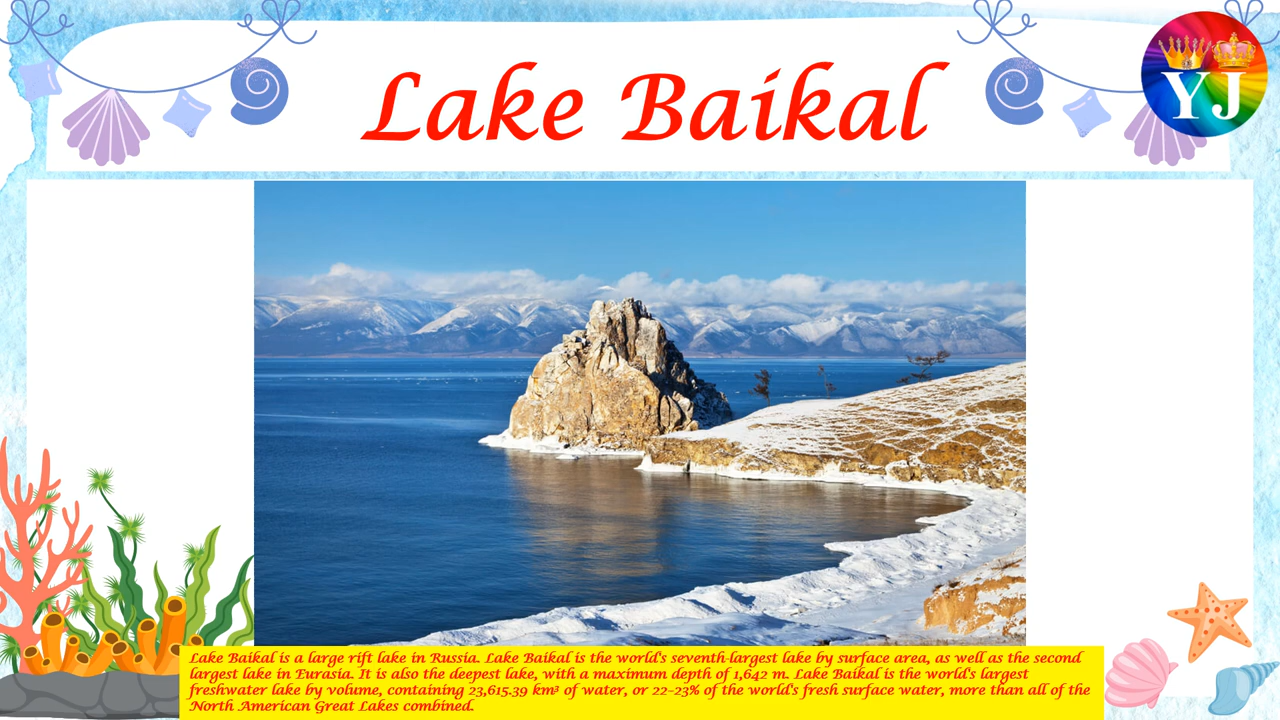 Lake Baikal
YJ
Lake Baikal is a large rift lake in Russia. Lake Baikal is the world's seventh-largest lake by surface area, as well as the second
largest lake in Eurasia. It is also the deepest lake, with a maximum depth of 1,642 m. Lake Baikal is the world's largest
freshwater lake by volume, containing 23,615.39 km³ of water, or 22–23% of the world's fresh surface water, more than all of the
North American Great Lakes combined.